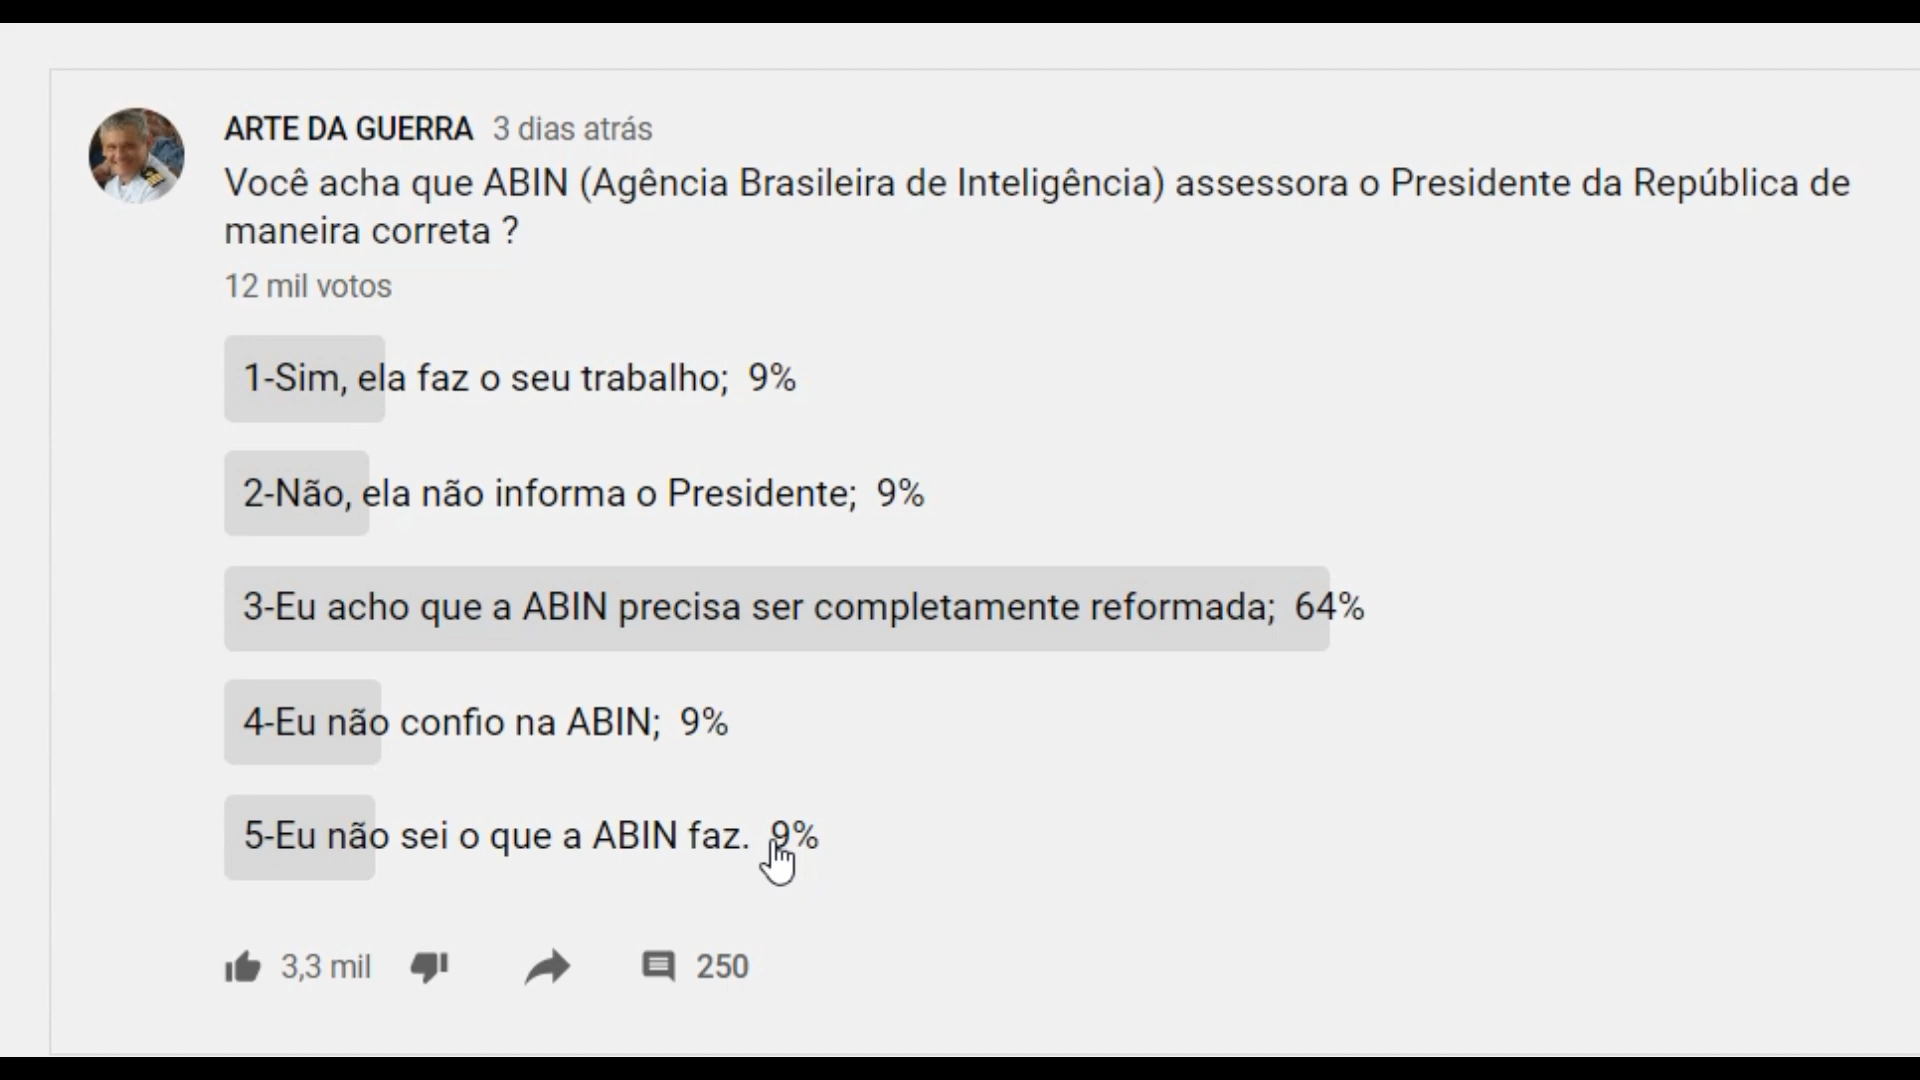 ARTE DA GUERRA 3 dias atrás
Você acha que ABIN (Agência Brasileira de Inteligência) assessora o Presidente da República de
maneira correta ?
12 mil votos
1-Sim, ela faz o seu trabalho; 9%
2-Não, ela não informa o Presidente; 9%
3-Eu acho que a ABIN precisa ser completamente reformada; 64%
4-Eu não confio na ABIN; 9%
5-Eu não sei o que a ABIN faz. 9%
3,3 mil 250